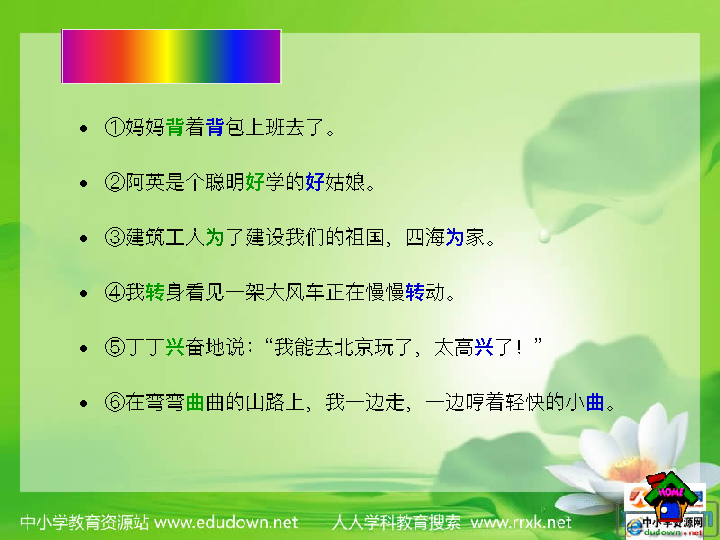 ①妈妈背着背包上班去了。
②阿英是个聪明好学的好姑娘。
③建筑工人为了建设我们的祖国，四海为家。
④我转身看见一架大风车正在慢慢转动。
⑤丁丁兴奋地说：“我能去北京玩了，太高兴了！”
⑥在弯弯曲曲的山路上，我一边走，一边哼着轻快的小曲。
HOME
中小学资源网
edudown.net
中小学教育资源站 www.edudown.net 人人学科教育搜索 www.rrxk.net